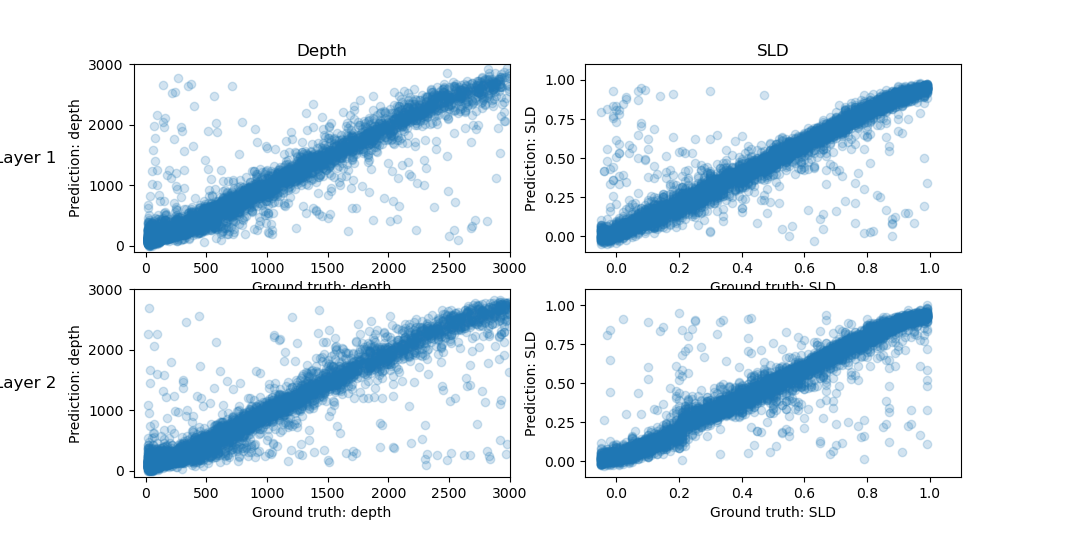 Depth
SLD
Layer 1
Prediction: depth
3000
2000
1000
0
0 500 1000 1500 2000 2500 3000
Ground truth: depth
Prediction: SLD
1.00
0.75
0.50
0.25
0.00
0.0 0.2 0.4 0.6 0.8 1.0
Ground truth: SLD
Layer 2
Prediction: depth
3000
2000
1000
0
0 500 1000 1500 2000 2500 3000
Ground truth: depth
Prediction: SLD
1.00
0.75
0.50
0.25
0.00
0.0 0.2 0.4 0.6 0.8 1.0
Ground truth: SLD